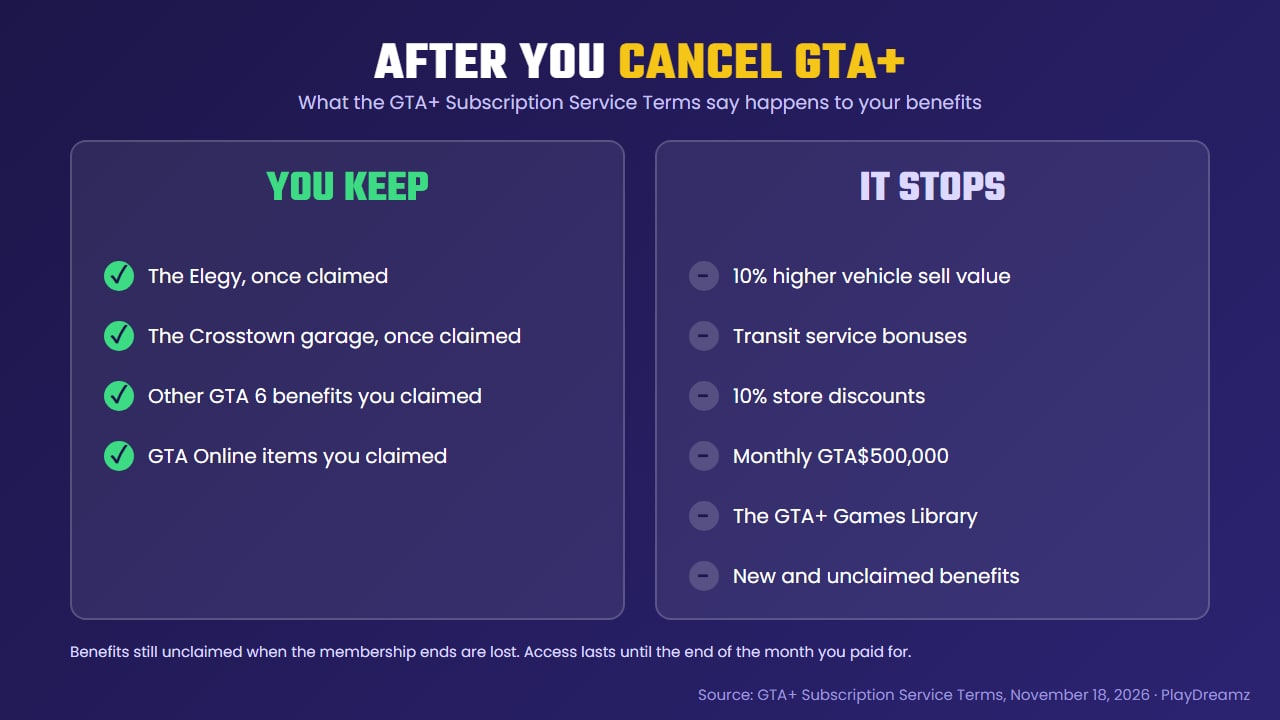 AFTER YOU CANCEL GTA+
What the GTA+ Subscription Service Terms say happens to your benefits
YOU KEEP
The Elegy, once claimed
The Crosstown garage, once claimed
Other GTA 6 benefits you claimed
GTA Online items you claimed
IT STOPS
10% higher vehicle sell value
Transit service bonuses
10% store discounts
Monthly GTA$500,000
The GTA+ Games Library
New and unclaimed benefits
Benefits still unclaimed when the membership ends are lost. Access lasts until the end of the month you paid for.
Source: GTA+ Subscription Service Terms, November 18, 2026 · PlayDreamz